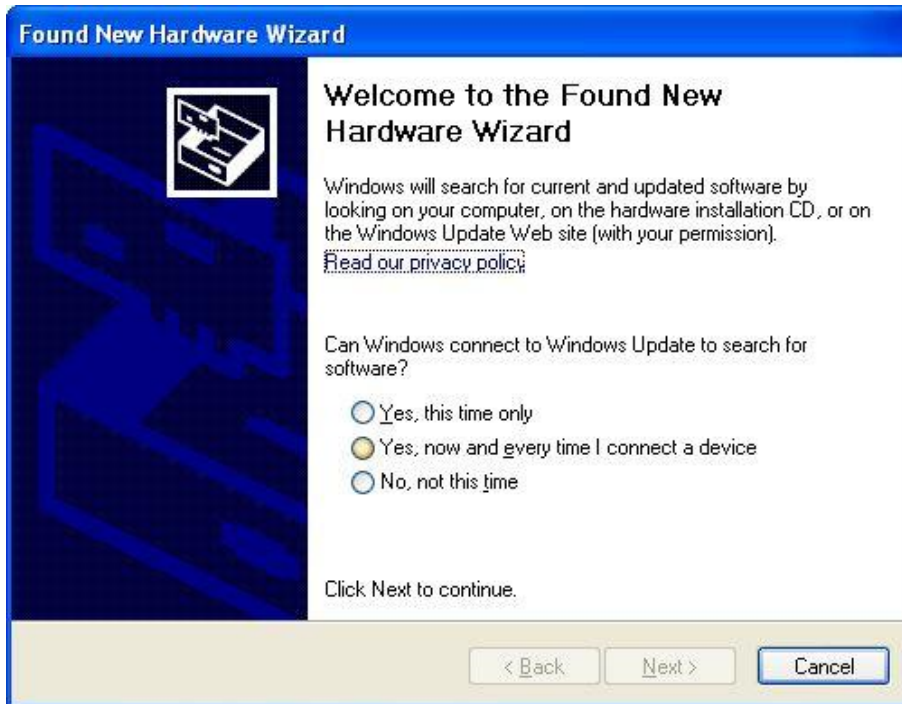 Found New Hardware Wizard
Welcome to the Found New
Hardware Wizard
Windows will search for current and updated software by
looking on your computer, on the hardware installation CD, or on
the Windows Update Web site (with your permission).
Read our privacy policy
Can Windows connect to Windows Update to search for
software?
Yes, this time only
Yes, now and every time I connect a device
No, not this time
Click Next to continue.
< Back Next > Cancel